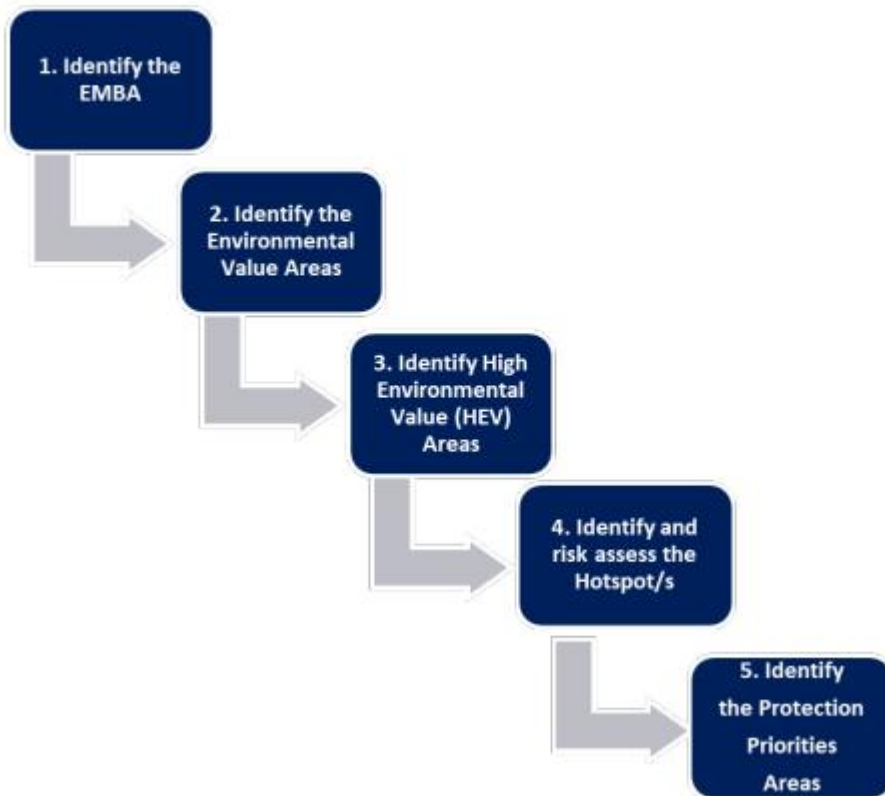 1. Identify the
EMBA
2. Identify the
Environmental
Value Areas
3. Identify High
Environmental
Value (HEV)
Areas
4. Identify and
risk assess the
Hotspot/s
5. Identify
the Protection
Priorities
Areas